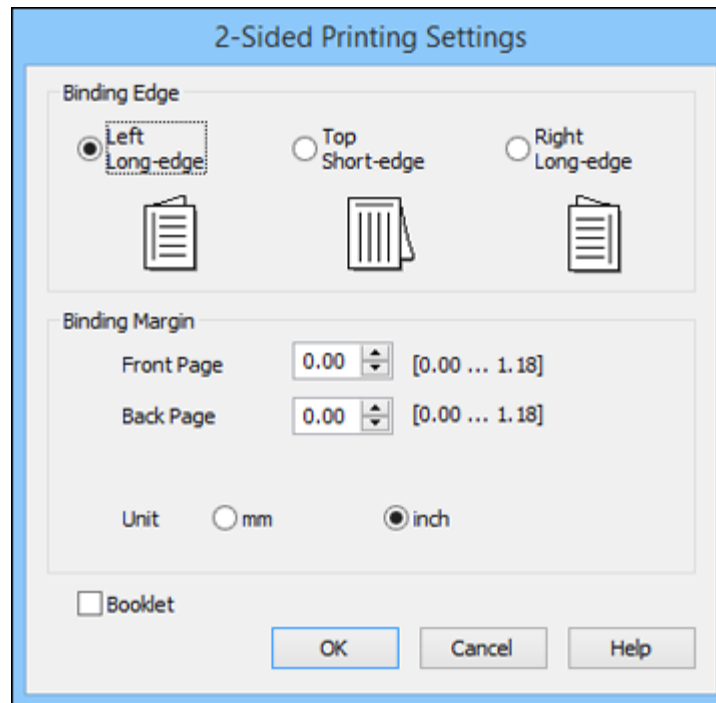 2-Sided Printing Settings
Binding Edge
Left
Long-edge
Top
Short-edge
Right
Long-edge
Binding Margin
Front Page 0.00 [0.00 ... 1.18]
Back Page 0.00 [0.00 ... 1.18]
Unit mm inch
Booklet
OK Cancel Help